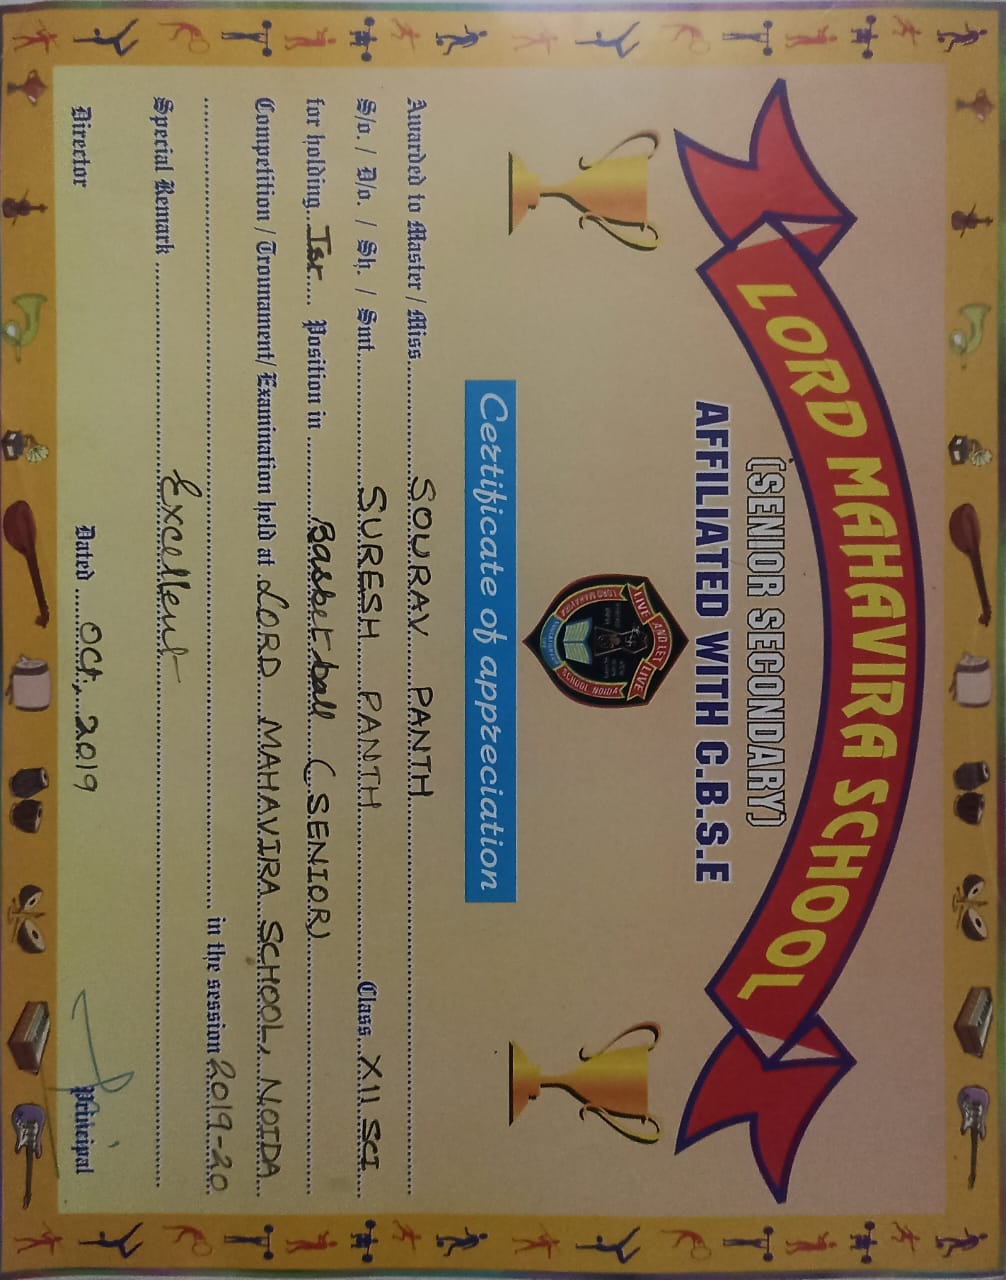 LORD MAHAVIRA SCHOOL
(SENIOR SECONDARY)
AFFILIATED WITH C.B.S.E
AND LET
LIVE LIVE
LORD MAHAVIRA SCHOOL NOIDA
Certificate of appreciation
Awarded to Master / Miss SOURAV PANTH
S/o. / D/o. / Sh. / Smt. SURESH PANTH Class XII SCI
for holding Ist Position in Basketball (SENIOR)
Competition / Trounament/ Examination held at LORD MAHAVIRA SCHOOL, NOIDA
in the session 2019-20
Special Remark Excellent
Director Dated Oct, 2019 Principal